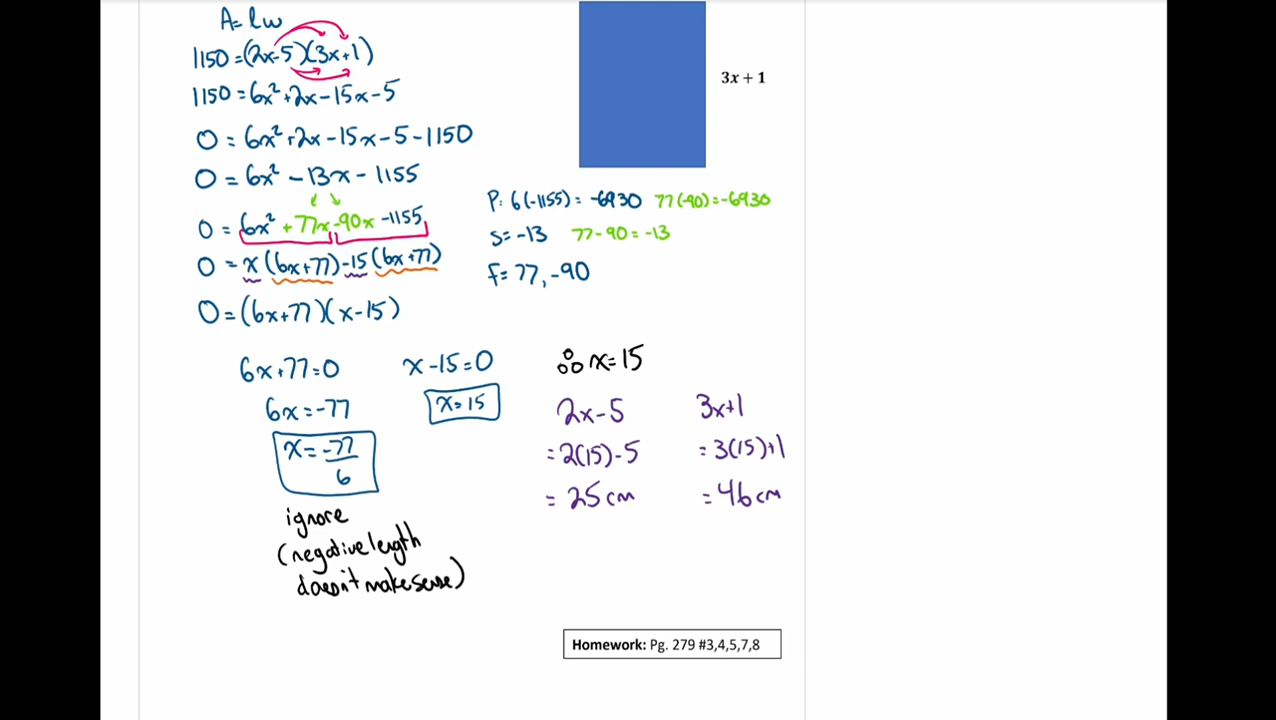 A = lw
1150 = (2x-5)(3x+1)
3x + 1
1150 = 6x² + 2x - 15x - 5
0 = 6x² + 2x - 15x - 5 - 1150
0 = 6x² - 13x - 1155
P: 6(-1155) = -6930 77(-90) = -6930
0 = 6x² + 77x - 90x - 1155
S = -13 77 - 90 = -13
0 = x(6x+77) - 15(6x+77)
F = 77, -90
0 = (6x+77)(x-15)
6x+77=0 x-15=0 ∴ x=15
6x = -77 x=15 2x-5 3x+1
x = -77/6 = 2(15)-5 = 3(15)+1
= 25cm = 46cm
ignore
(negative length
doesn't make sense)
Homework: Pg. 279 #3,4,5,7,8